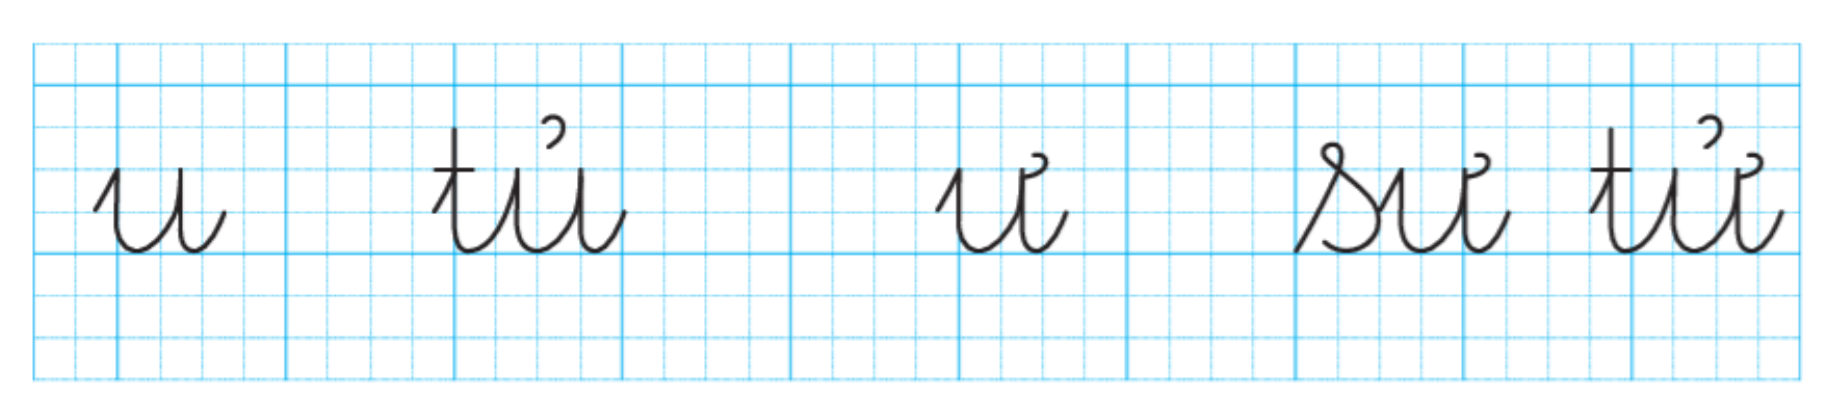 u tủ ư sư tử